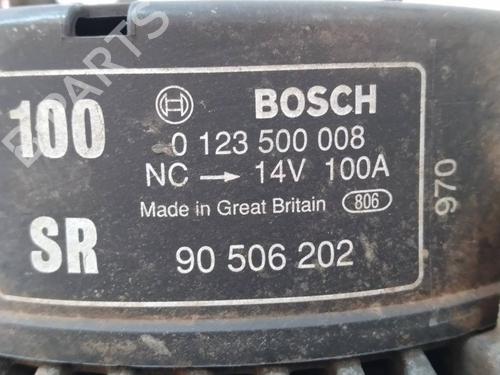 100
BOSCH
0 123 500 008
NC → 14V 100A
Made in Great Britain 806
SR
90 506 202
970
B-PARTS